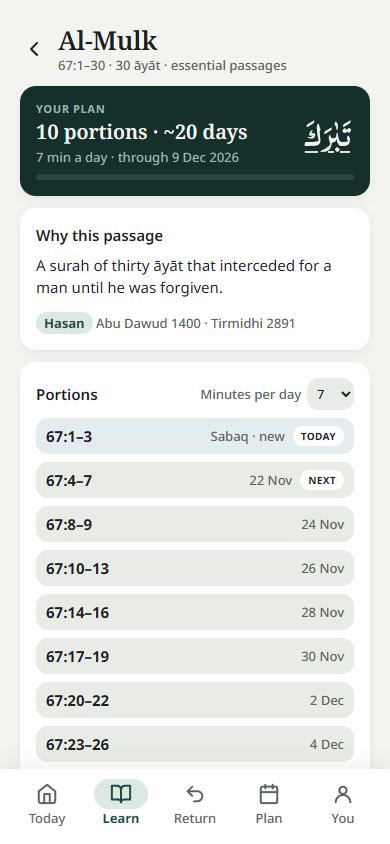 Al-Mulk
67:1–30 · 30 āyāt · essential passages
YOUR PLAN
10 portions · ~20 days
تَبَٰرَكَ
7 min a day · through 9 Dec 2026
Why this passage
A surah of thirty āyāt that interceded for a
man until he was forgiven.
Hasan Abu Dawud 1400 · Tirmidhi 2891
Portions Minutes per day 7
67:1–3 Sabaq · new TODAY
67:4–7 22 Nov NEXT
67:8–9 24 Nov
67:10–13 26 Nov
67:14–16 28 Nov
67:17–19 30 Nov
67:20–22 2 Dec
67:23–26 4 Dec
Today Learn Return Plan You